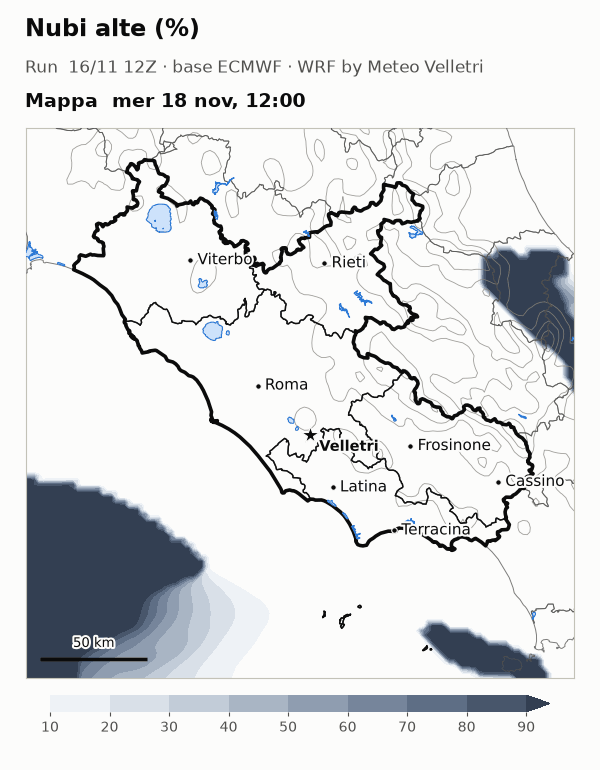 Nubi alte (%)
Run  16/11 12Z · base ECMWF · WRF by Meteo Velletri
Mappa  mer 18 nov, 12:00
Viterbo
Rieti
Roma
Velletri
Frosinone
Latina
Cassino
Terracina
50 km
10 20 30 40 50 60 70 80 90